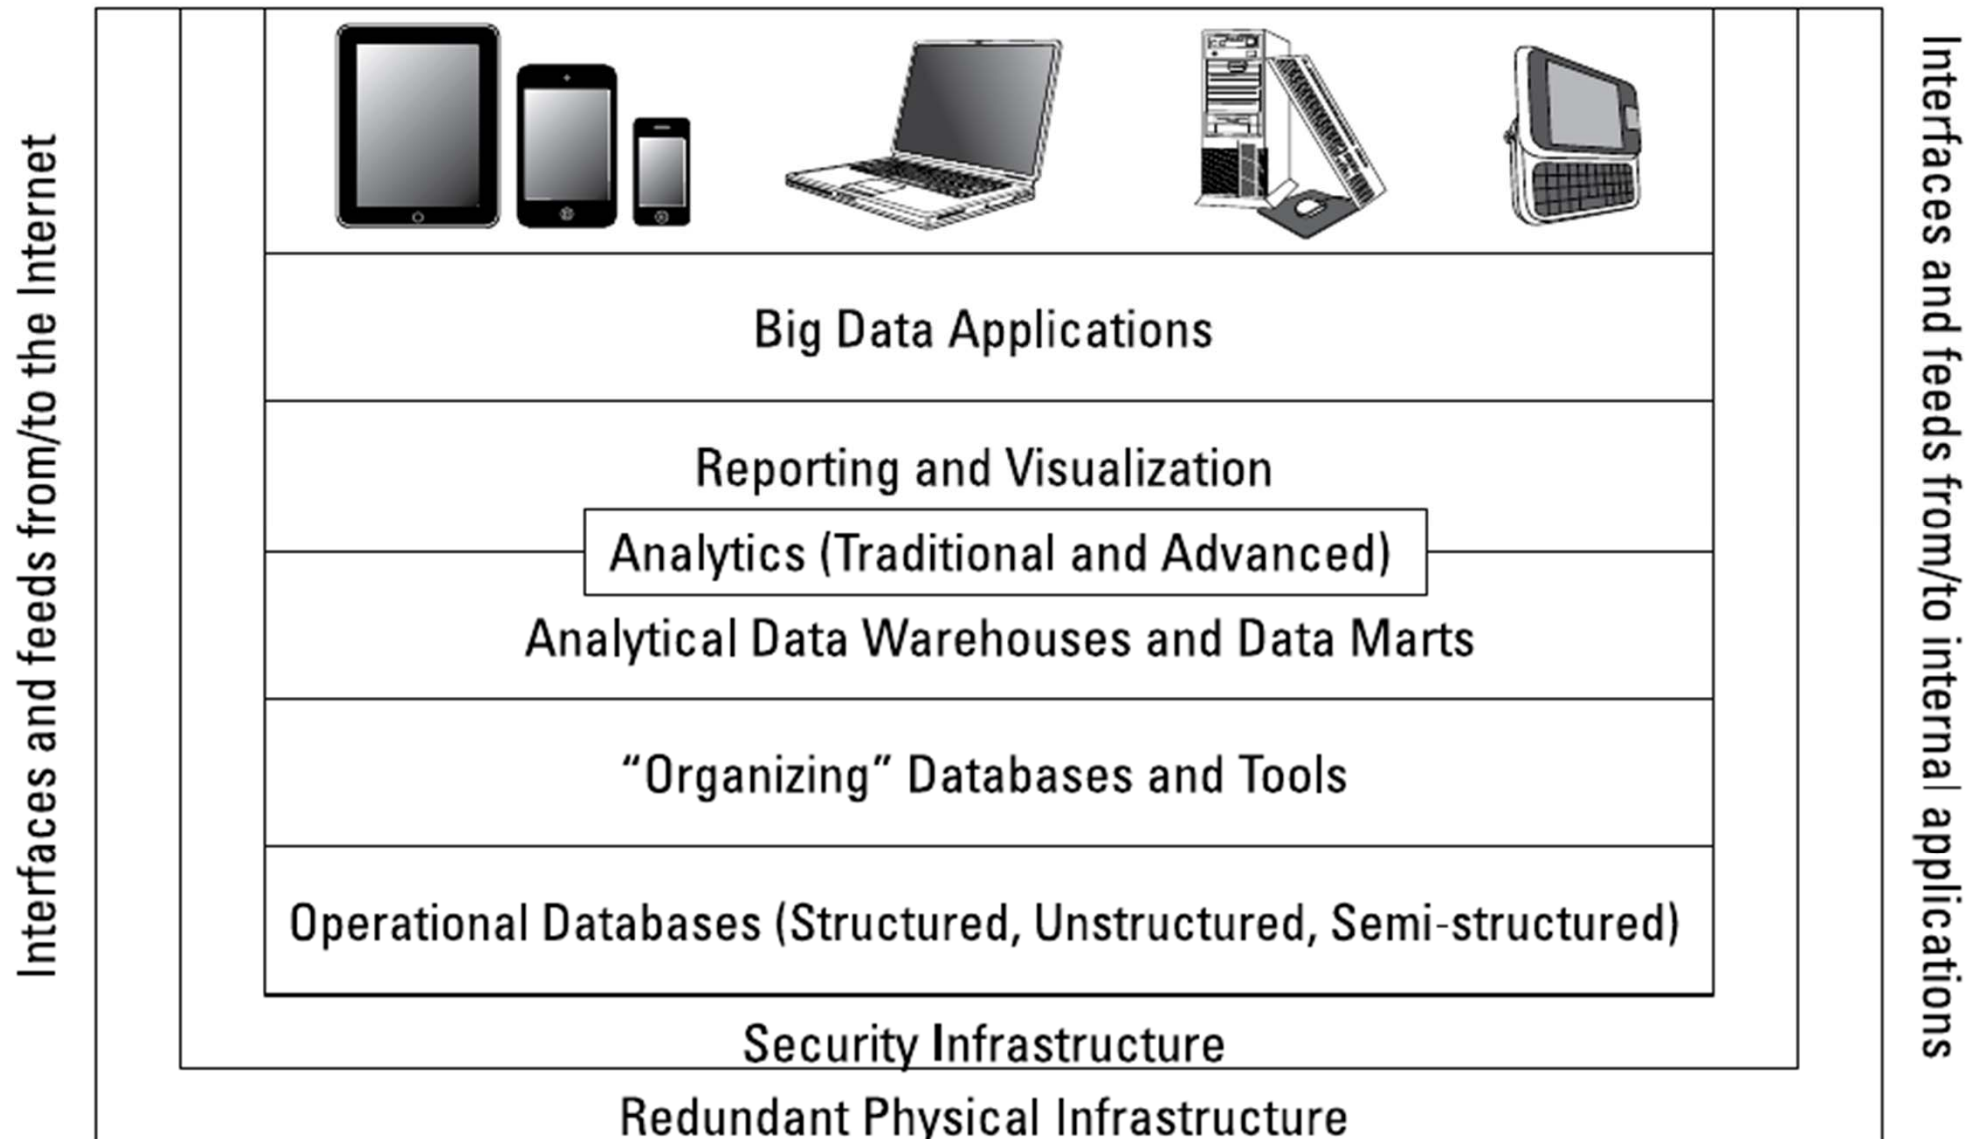 Interfaces and feeds from/to the Internet
Big Data Applications
Reporting and Visualization
Analytics (Traditional and Advanced)
Analytical Data Warehouses and Data Marts
“Organizing” Databases and Tools
Operational Databases (Structured, Unstructured, Semi-structured)
Security Infrastructure
Redundant Physical Infrastructure
Interfaces and feeds from/to internal applications